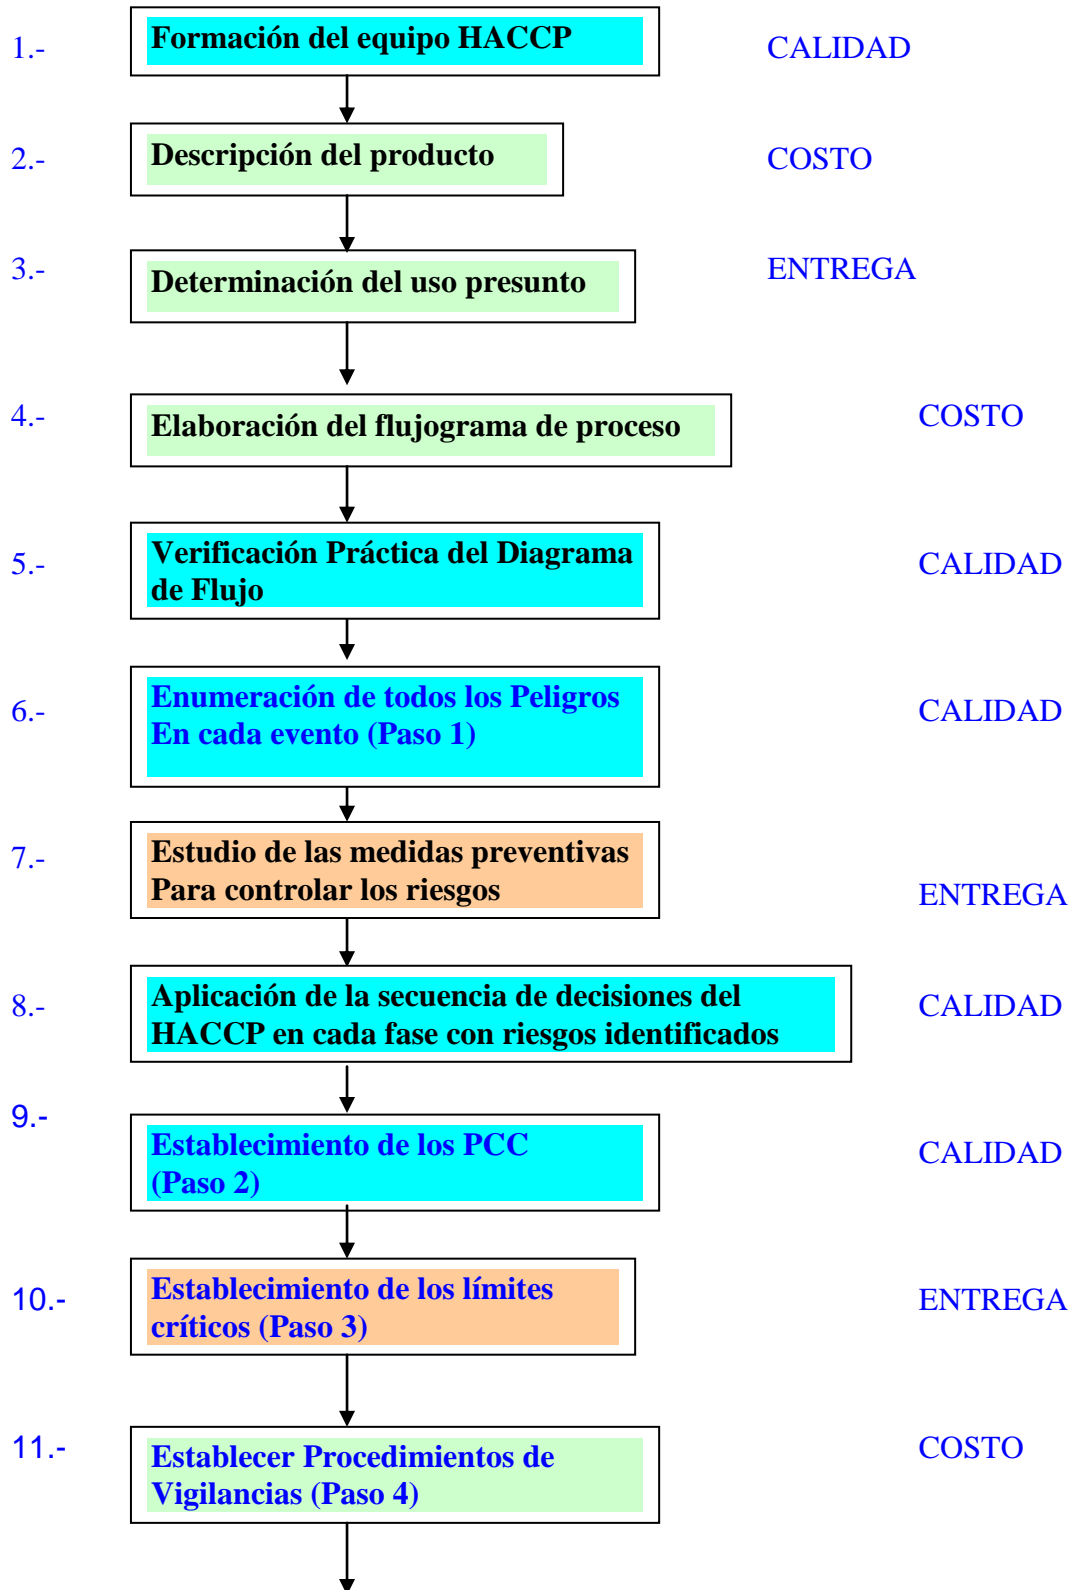 1.- Formación del equipo HACCP CALIDAD
2.- Descripción del producto COSTO
3.- Determinación del uso presunto ENTREGA
4.- Elaboración del flujograma de proceso COSTO
5.- Verificación Práctica del Diagrama CALIDAD
de Flujo
6.- Enumeración de todos los Peligros CALIDAD
En cada evento (Paso 1)
7.- Estudio de las medidas preventivas
Para controlar los riesgos ENTREGA
8.- Aplicación de la secuencia de decisiones del CALIDAD
HACCP en cada fase con riesgos identificados
9.- Establecimiento de los PCC CALIDAD
(Paso 2)
10.- Establecimiento de los límites ENTREGA
críticos (Paso 3)
11.- Establecer Procedimientos de COSTO
Vigilancias (Paso 4)